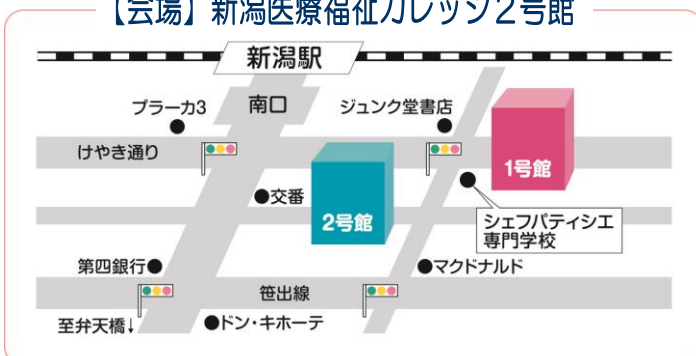 【会場】新潟医療福祉カレッジ2号館
新潟駅
南口
プラーカ3
ジュンク堂書店
けやき通り
1号館
●交番
2号館
シェフパティシエ
専門学校
第四銀行●
●マクドナルド
笹出線
至弁天橋↓
●ドン・キホーテ